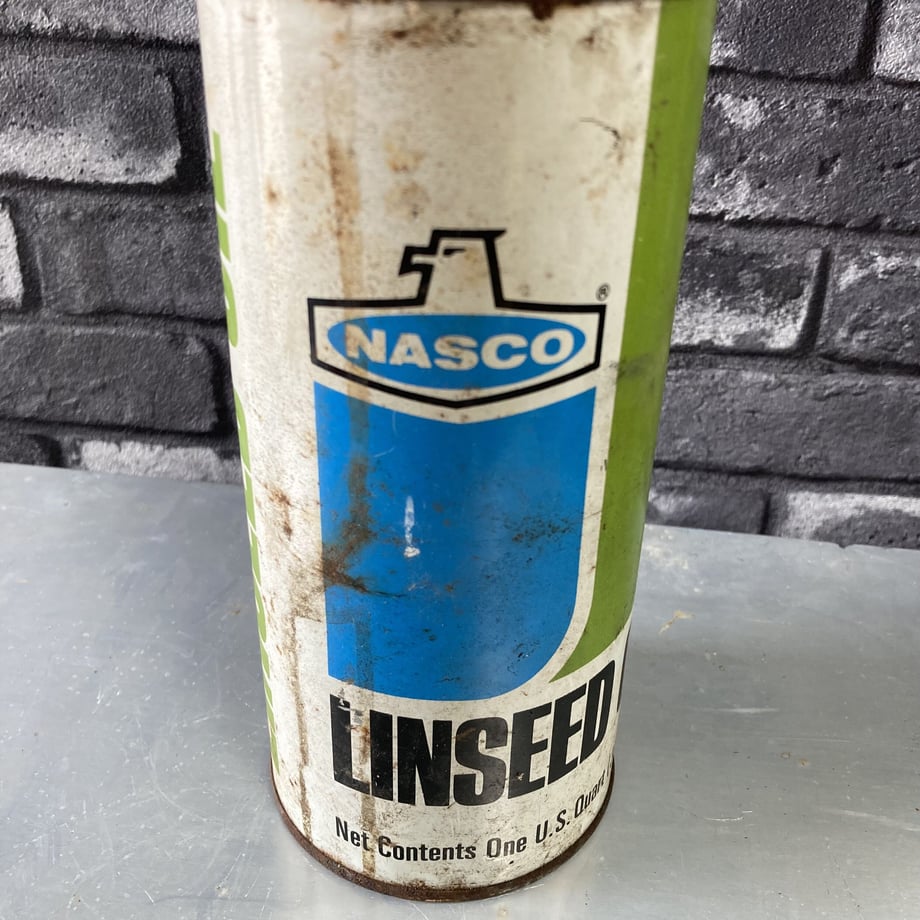 NASCO
®
LINSEED
Net Contents One U.S. Quart